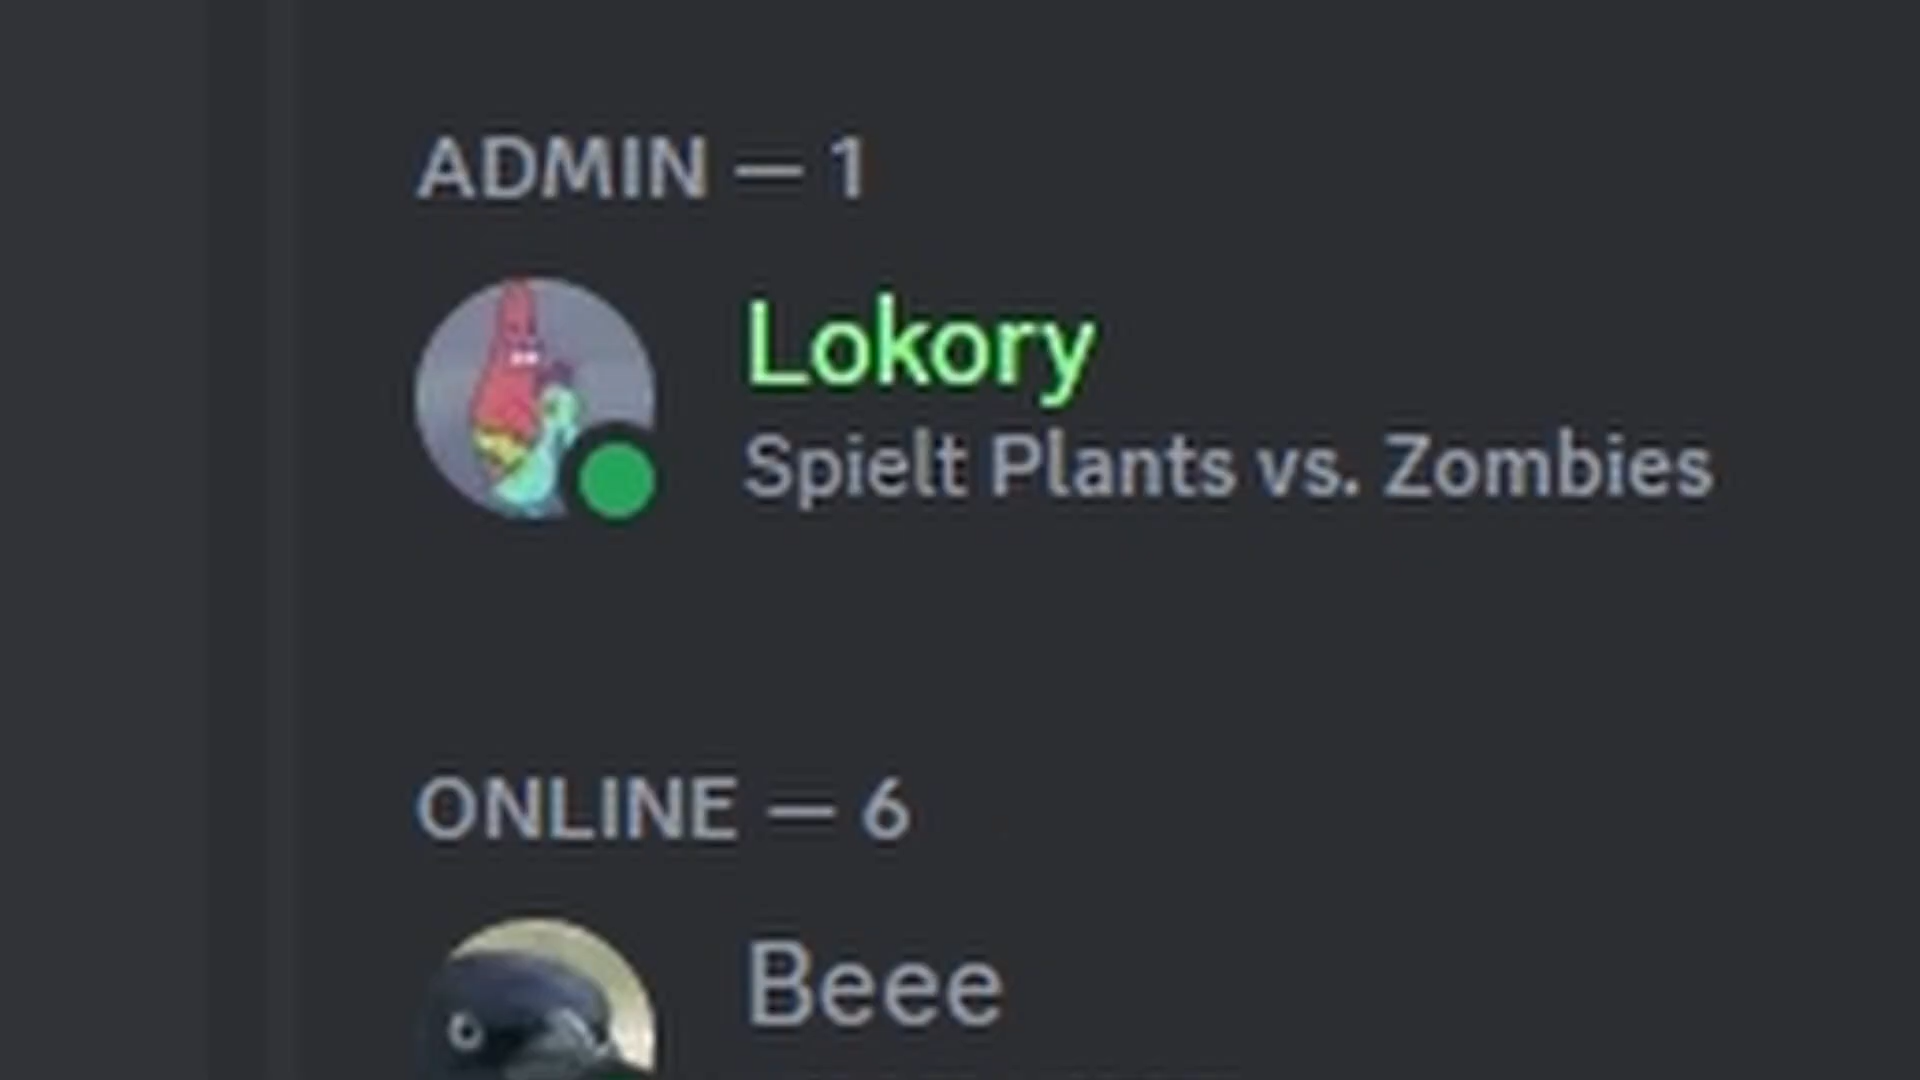 ADMIN — 1
Lokory
Spielt Plants vs. Zombies
ONLINE — 6
Beee